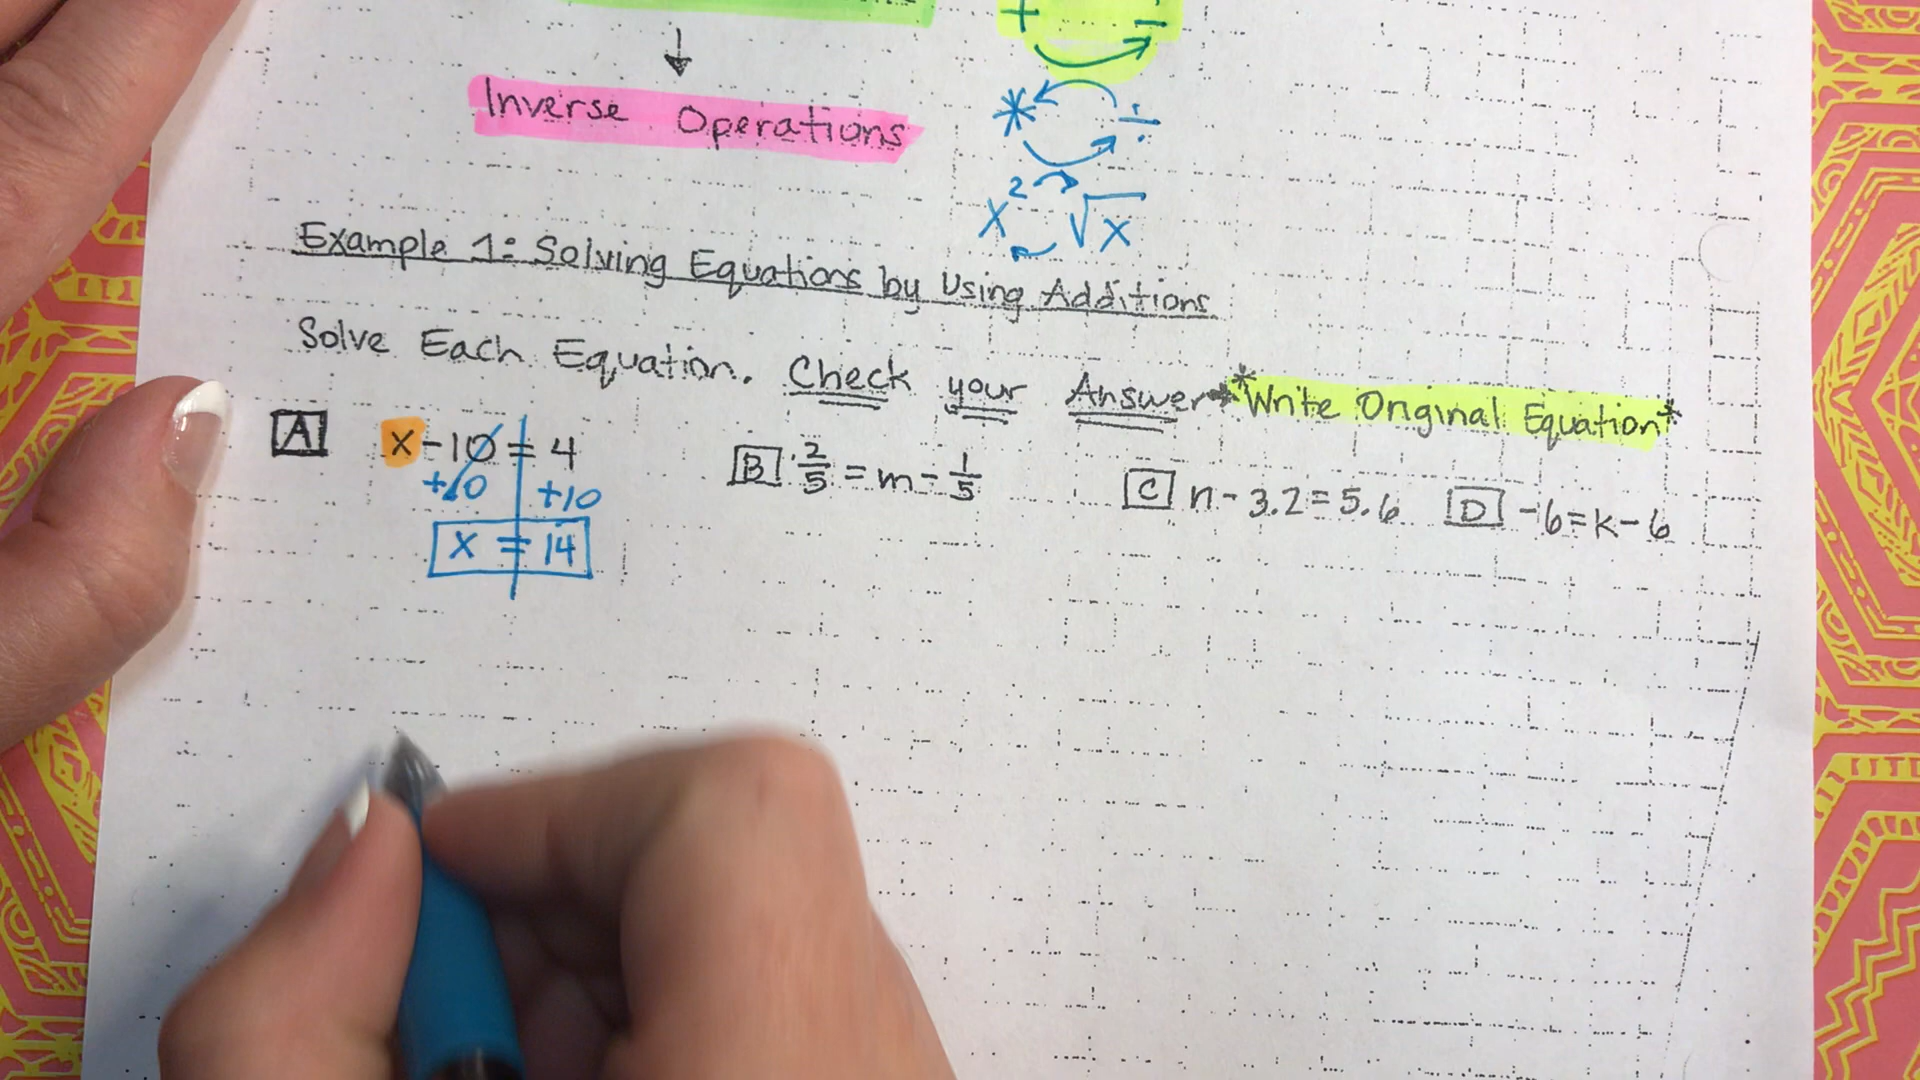 + −
Inverse Operations
* ÷
x² √x
Example 1: Solving Equations by Using Additions
Solve Each Equation. Check your Answer* *Write Original Equation*
A x - 10 = 4
+10 +10
x = 14
B 2/5 = m - 1/5
C n - 3.2 = 5.6
D -6 = k - 6